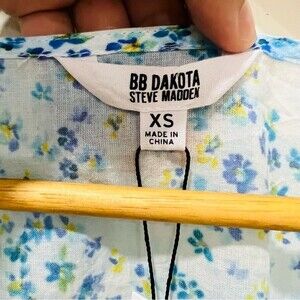 BB DAKOTA
STEVE MADDEN
XS
MADE IN
CHINA